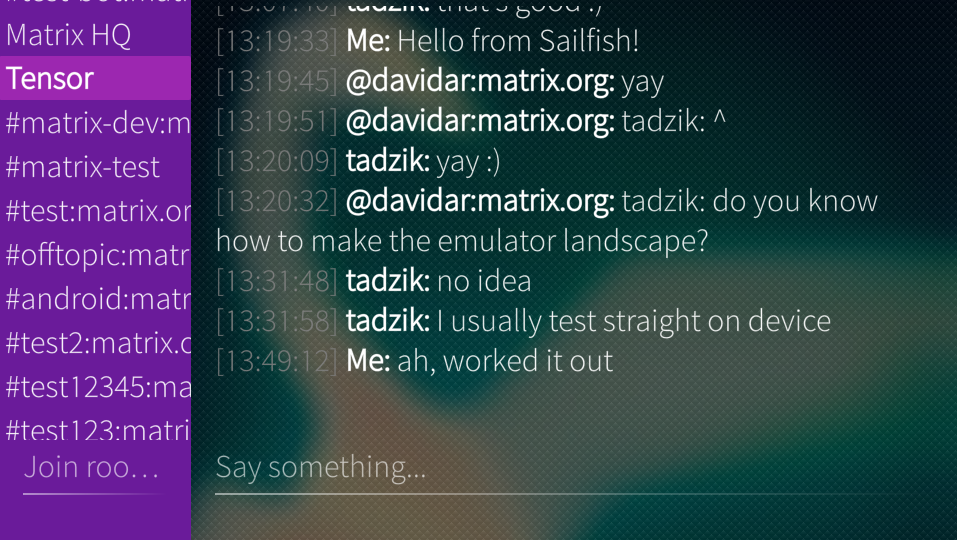 Matrix HQ
Tensor
#matrix-dev:m
#matrix-test
#test:matrix.or
#offtopic:matr
#android:matr
#test2:matrix.c
#test12345:ma
#test123:matri
Join roo…
tadzik: that's good :)
[13:19:33] Me: Hello from Sailfish!
[13:19:45] @davidar:matrix.org: yay
[13:19:51] @davidar:matrix.org: tadzik: ^
[13:20:09] tadzik: yay :)
[13:20:32] @davidar:matrix.org: tadzik: do you know
how to make the emulator landscape?
[13:31:48] tadzik: no idea
[13:31:58] tadzik: I usually test straight on device
[13:49:12] Me: ah, worked it out
Say something...